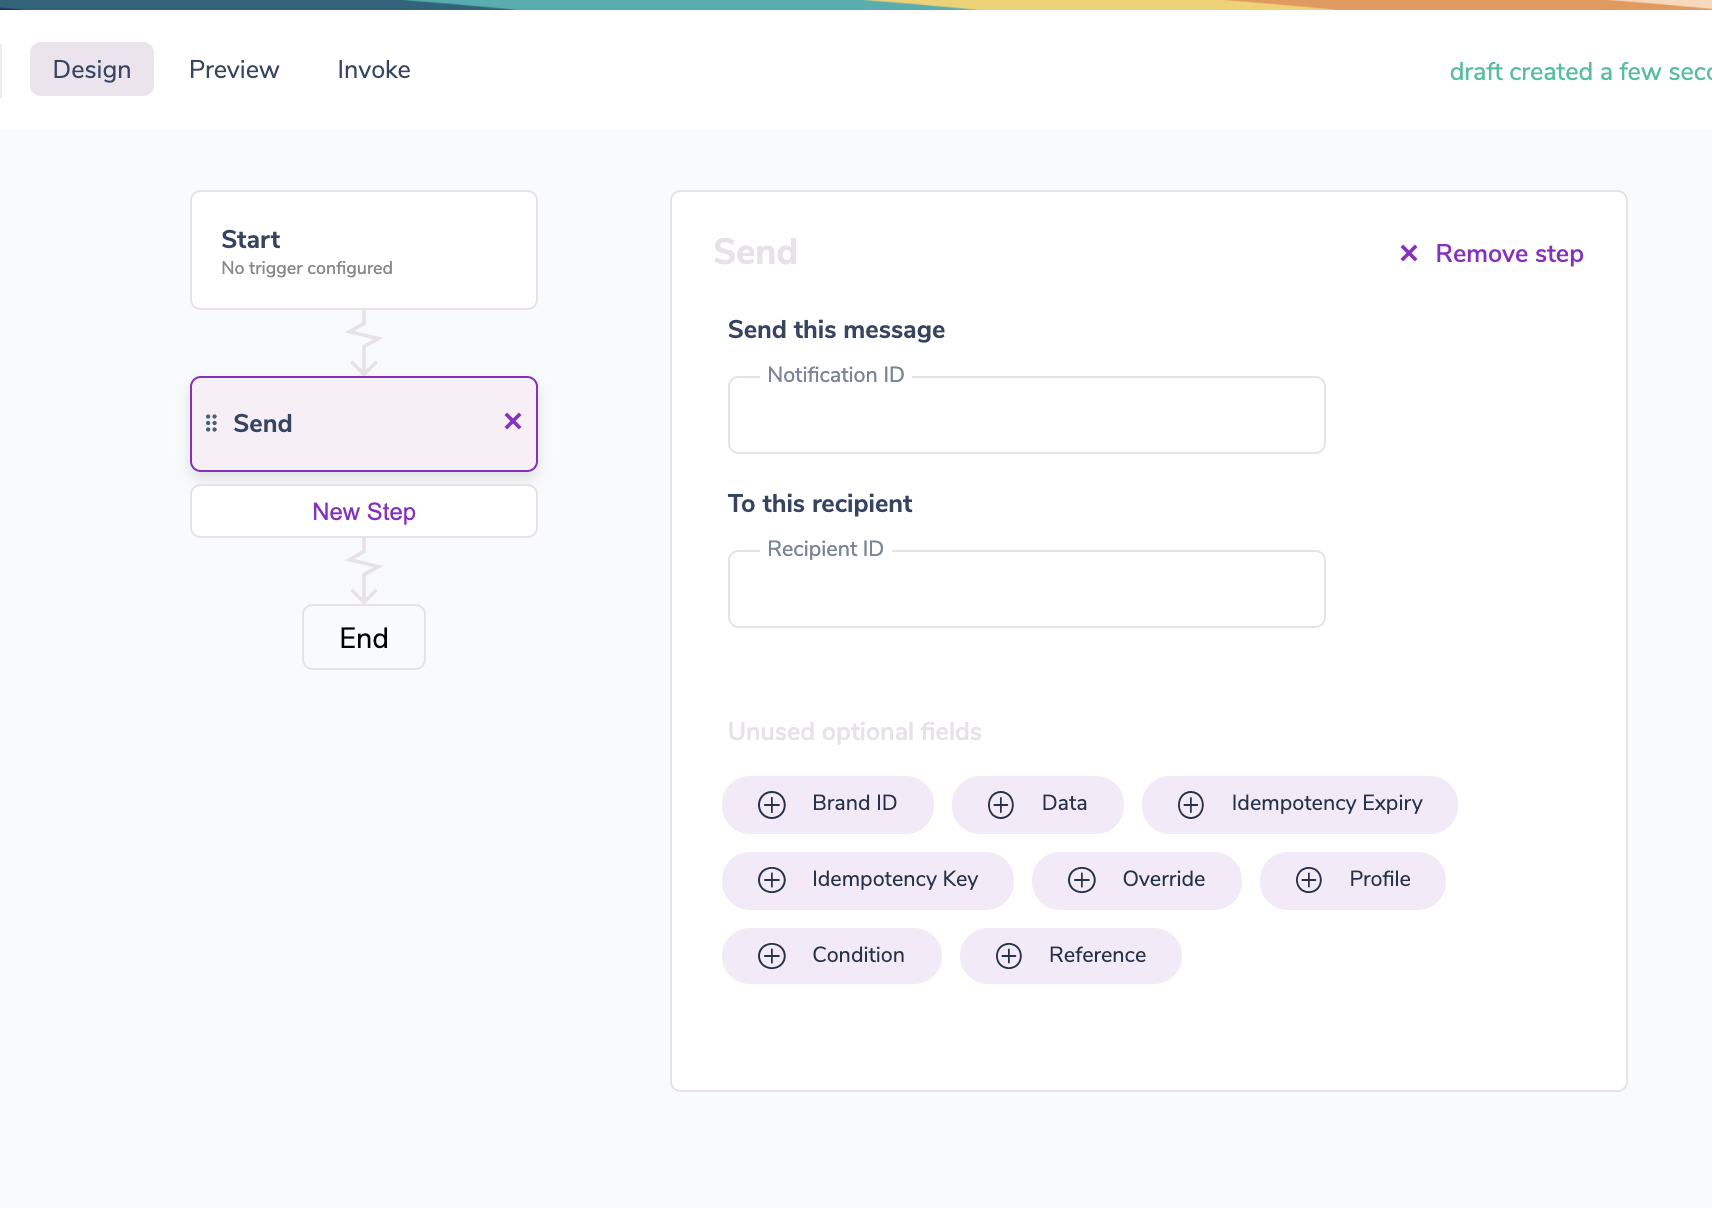 Design Preview Invoke draft created a few
Start
No trigger configured
Send
New Step
End
Send
Remove step
Send this message
Notification ID
To this recipient
Recipient ID
Unused optional fields
Brand ID Data Idempotency Expiry
Idempotency Key Override Profile
Condition Reference